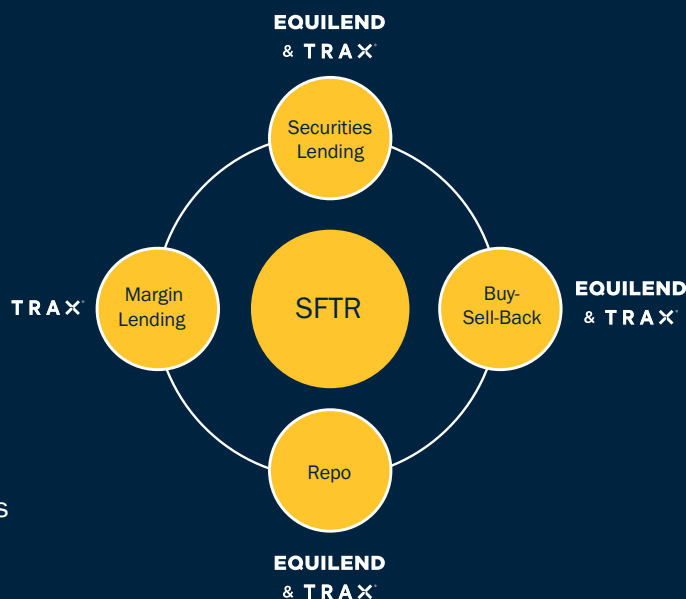 EQUILEND
& TRAX
Securities
Lending
TRAX
Margin
Lending
SFTR
Buy-
Sell-Back
EQUILEND
& TRAX
Repo
s
EQUILEND
& TRAX